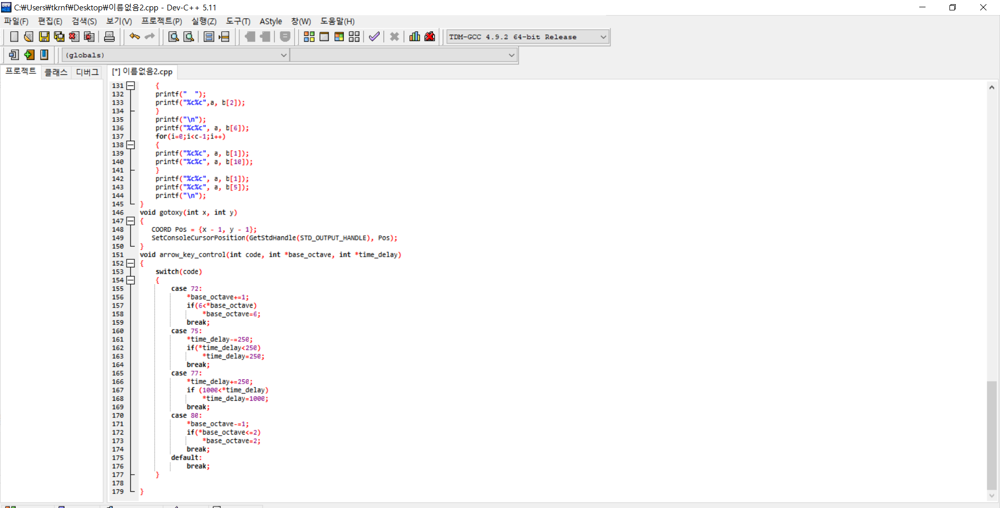 C:₩Users₩tkrnf₩Desktop₩이름없음2.cpp - Dev-C++ 5.11
파일(F) 편집(E) 검색(S) 보기(V) 프로젝트(P) 실행(Z) 도구(T) AStyle 창(W) 도움말(H)
TDM-GCC 4.9.2 64-bit Release
(globals)
프로젝트 클래스 디버그 [*] 이름없음2.cpp
131 {
132 printf("  ");
133 printf("%c%c",a, b[2]);
134 }
135 printf("\n");
136 printf("%c%c", a, b[6]);
137 for(i=0;i<c-1;i++)
138 {
139 printf("%c%c", a, b[1]);
140 printf("%c%c", a, b[10]);
141 }
142 printf("%c%c", a, b[1]);
143 printf("%c%c", a, b[5]);
144 printf("\n");
145 }
146 void gotoxy(int x, int y)
147 {
148 COORD Pos = {x - 1, y - 1};
149 SetConsoleCursorPosition(GetStdHandle(STD_OUTPUT_HANDLE), Pos);
150 }
151 void arrow_key_control(int code, int *base_octave, int *time_delay)
152 {
153 switch(code)
154 {
155 case 72:
156 *base_octave+=1;
157 if(6<*base_octave)
158 *base_octave=6;
159 break;
160 case 75:
161 *time_delay-=250;
162 if(*time_delay<250)
163 *time_delay=250;
164 break;
165 case 77:
166 *time_delay+=250;
167 if (1000<*time_delay)
168 *time_delay=1000;
169 break;
170 case 80:
171 *base_octave-=1;
172 if(*base_octave<=2)
173 *base_octave=2;
174 break;
175 default:
176 break;
177 }
178
179 }